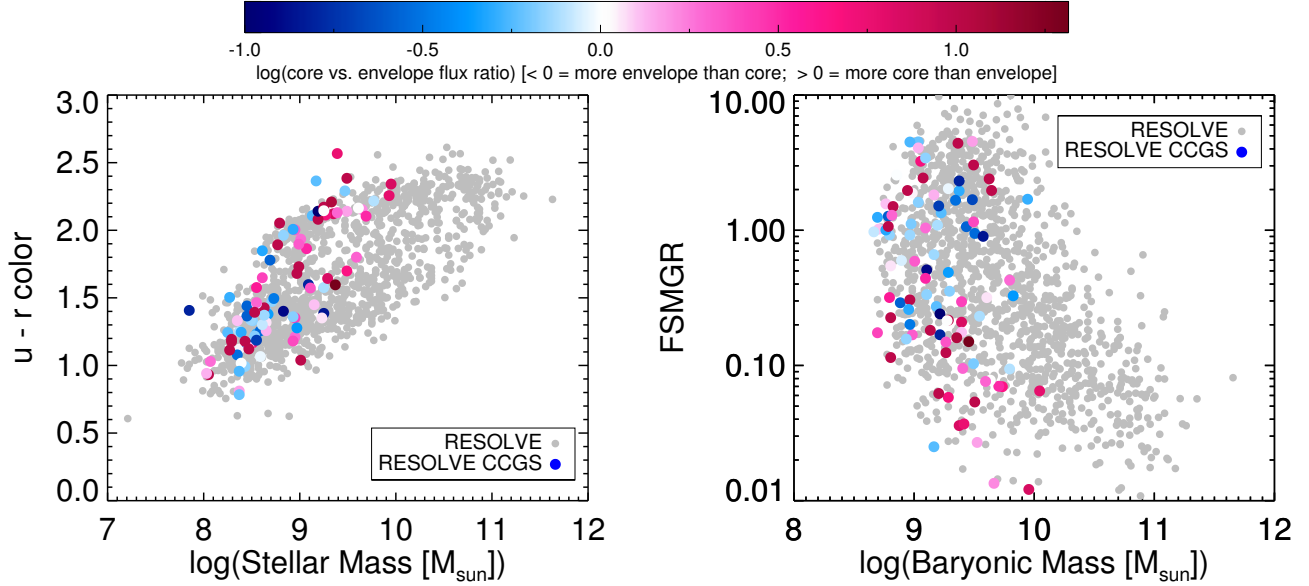 -1.0 -0.5 0.0 0.5 1.0
log(core vs. envelope flux ratio) [< 0 = more envelope than core; > 0 = more core than envelope]
u - r color
3.0
2.5
2.0
1.5
1.0
0.5
0.0
RESOLVE
RESOLVE CCGS
7 8 9 10 11 12
log(Stellar Mass [Msun])
FSMGR
10.00
1.00
0.10
0.01
RESOLVE
RESOLVE CCGS
8 9 10 11 12
log(Baryonic Mass [Msun])